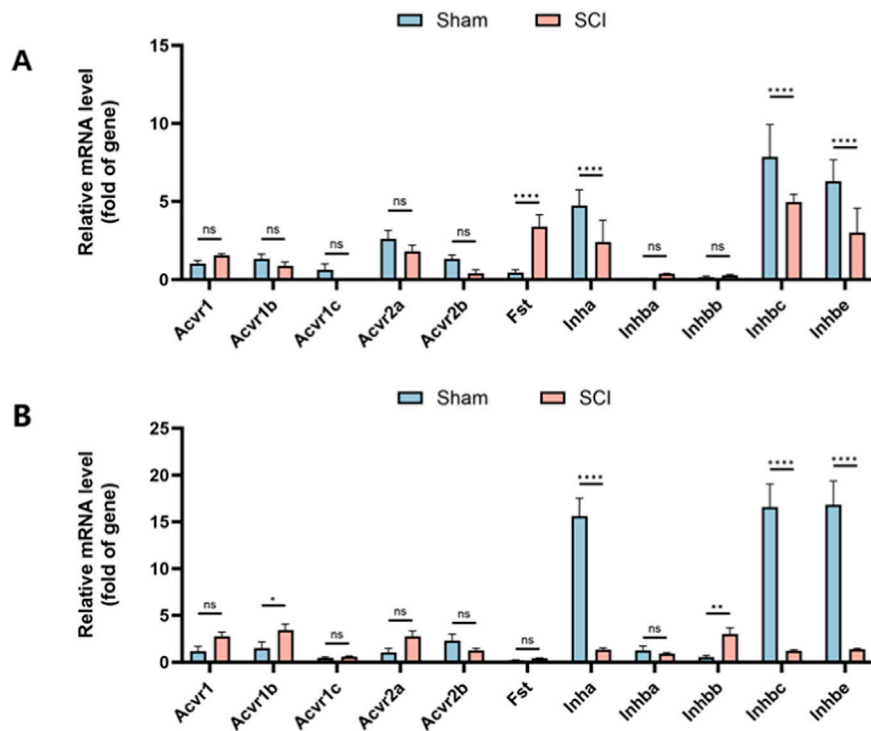 Sham SCI
A
Relative mRNA level
(fold of gene)
15
10
5
0
ns ns ns ns ns **** **** ns ns **** ****
Acvr1 Acvr1b Acvr1c Acvr2a Acvr2b Fst Inha Inhba Inhbb Inhbc Inhbe
Sham SCI
B
Relative mRNA level
(fold of gene)
25
20
15
10
5
0
ns * ns ns ns ns **** ns ** **** ****
Acvr1 Acvr1b Acvr1c Acvr2a Acvr2b Fst Inha Inhba Inhbb Inhbc Inhbe